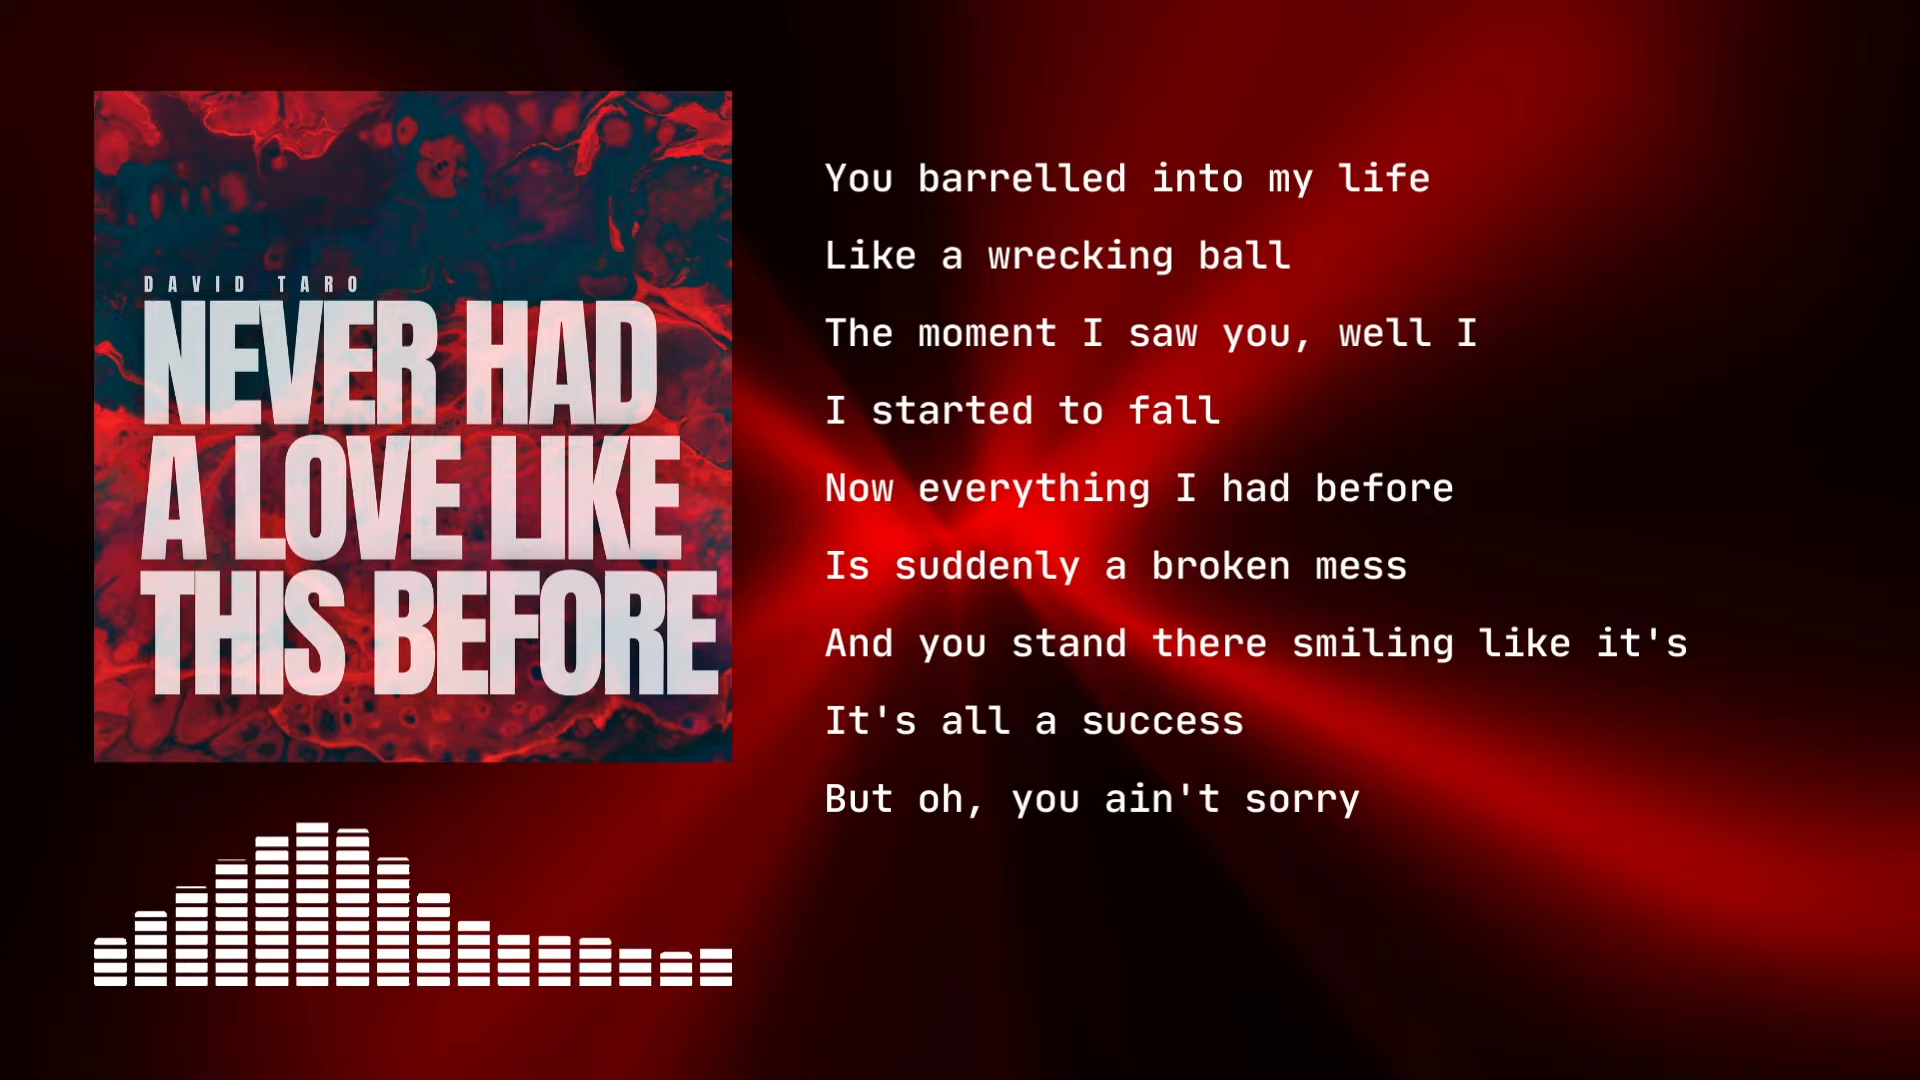 DAVID TARO
NEVER HAD
A LOVE LIKE
THIS BEFORE
You barrelled into my life
Like a wrecking ball
The moment I saw you, well I
I started to fall
Now everything I had before
Is suddenly a broken mess
And you stand there smiling like it's
It's all a success
But oh, you ain't sorry